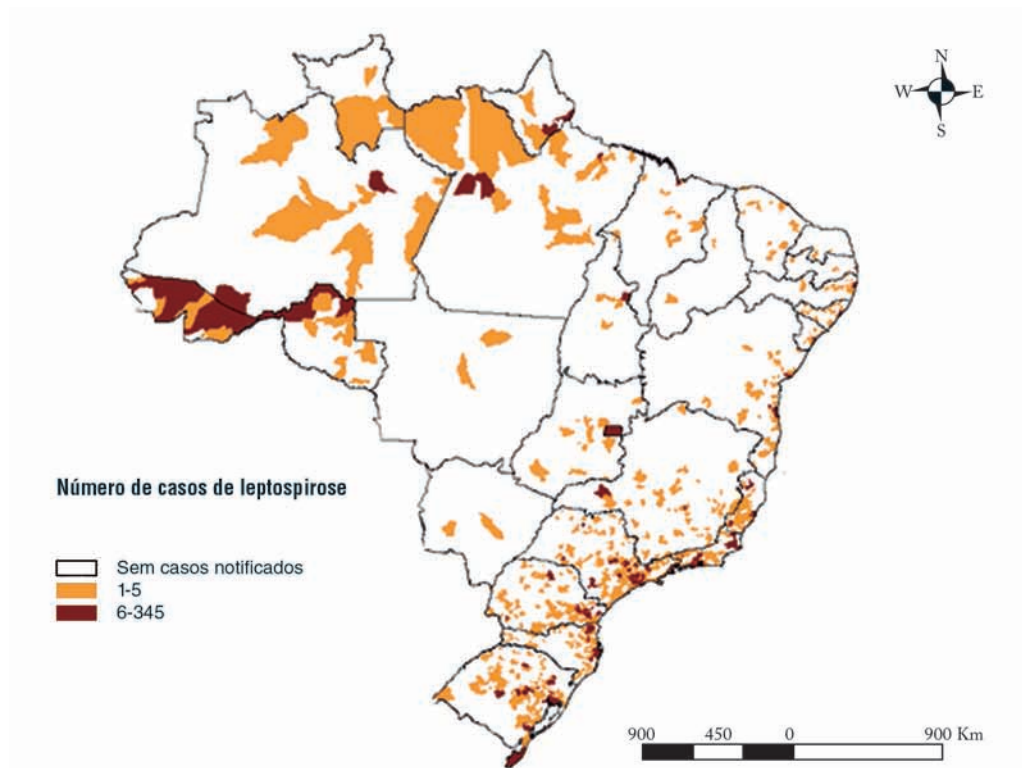 N
W E
S
Número de casos de leptospirose
Sem casos notificados
1-5
6-345
900 450 0 900 Km